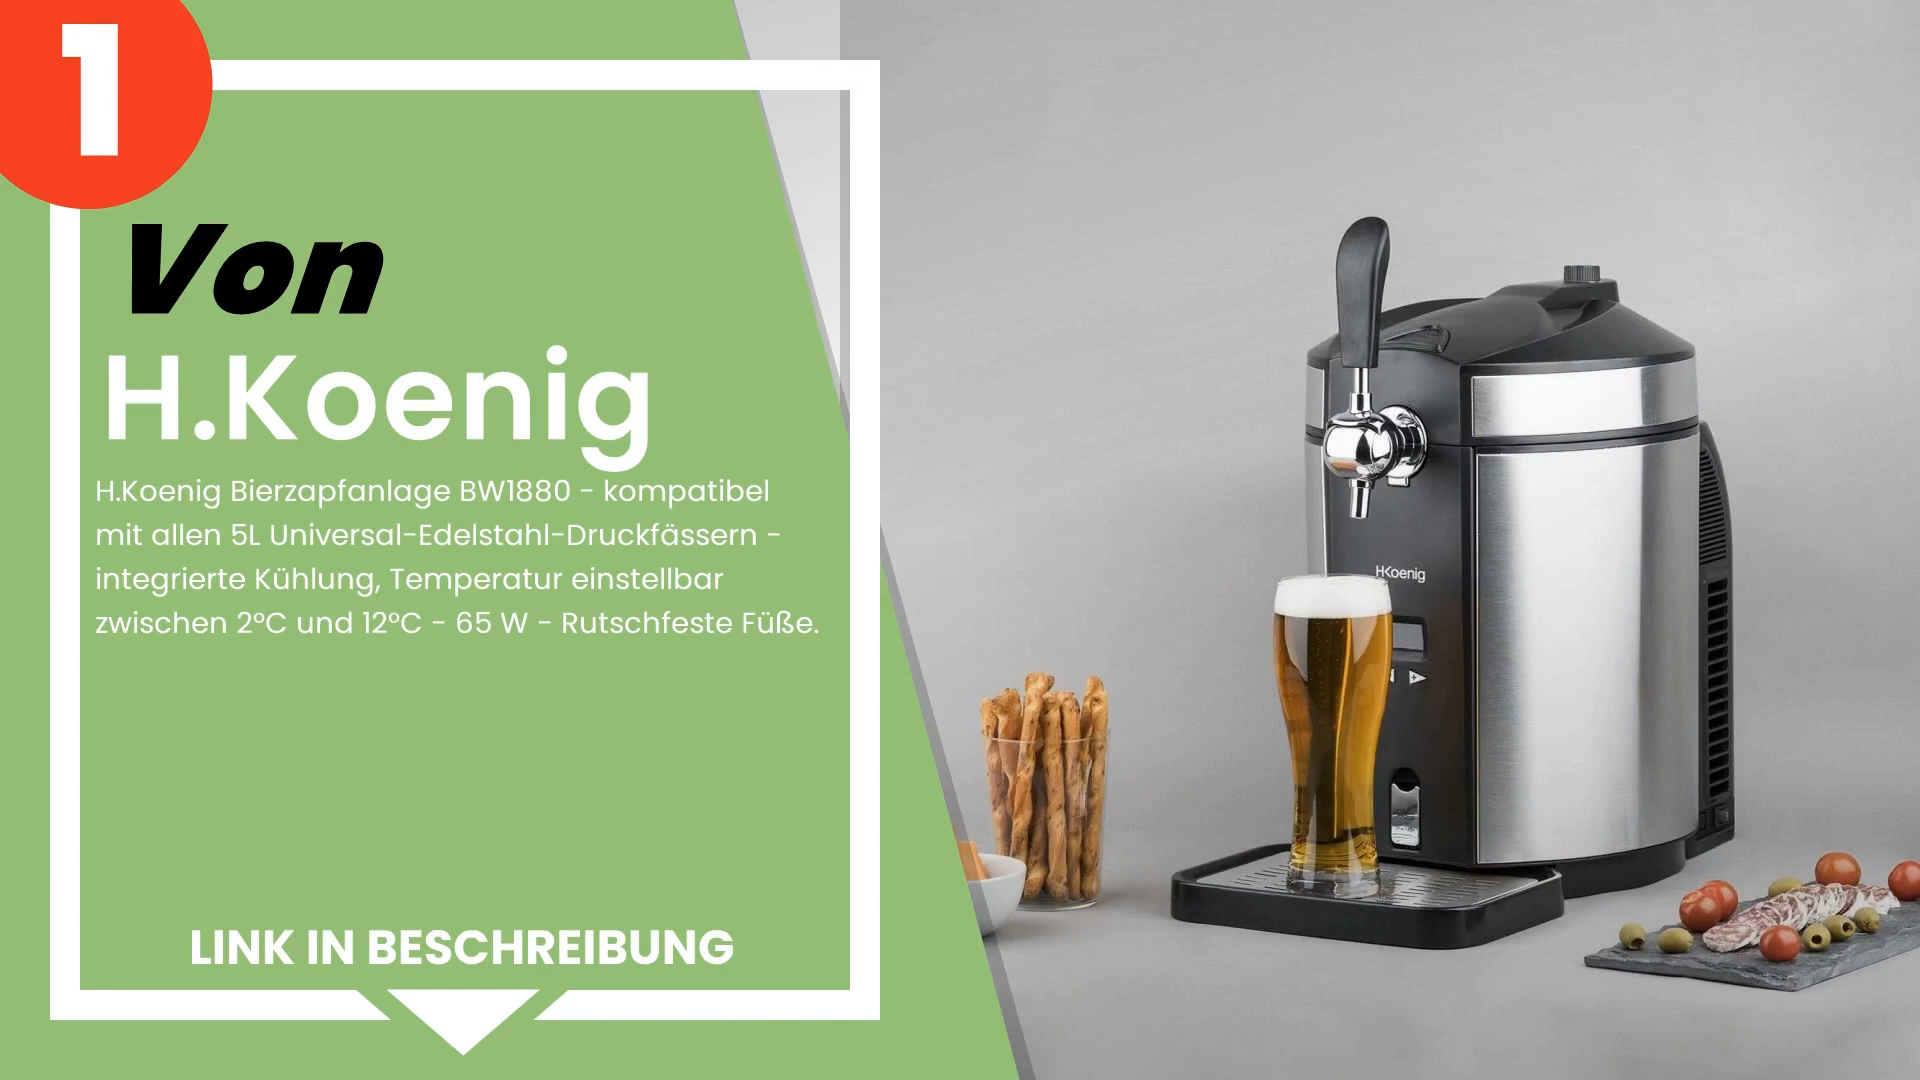 1
Von
H.Koenig
H.Koenig Bierzapfanlage BW1880 - kompatibel
mit allen 5L Universal-Edelstahl-Druckfässern -
integrierte Kühlung, Temperatur einstellbar
zwischen 2°C und 12°C - 65 W - Rutschfeste Füße.
LINK IN BESCHREIBUNG
HKoenig